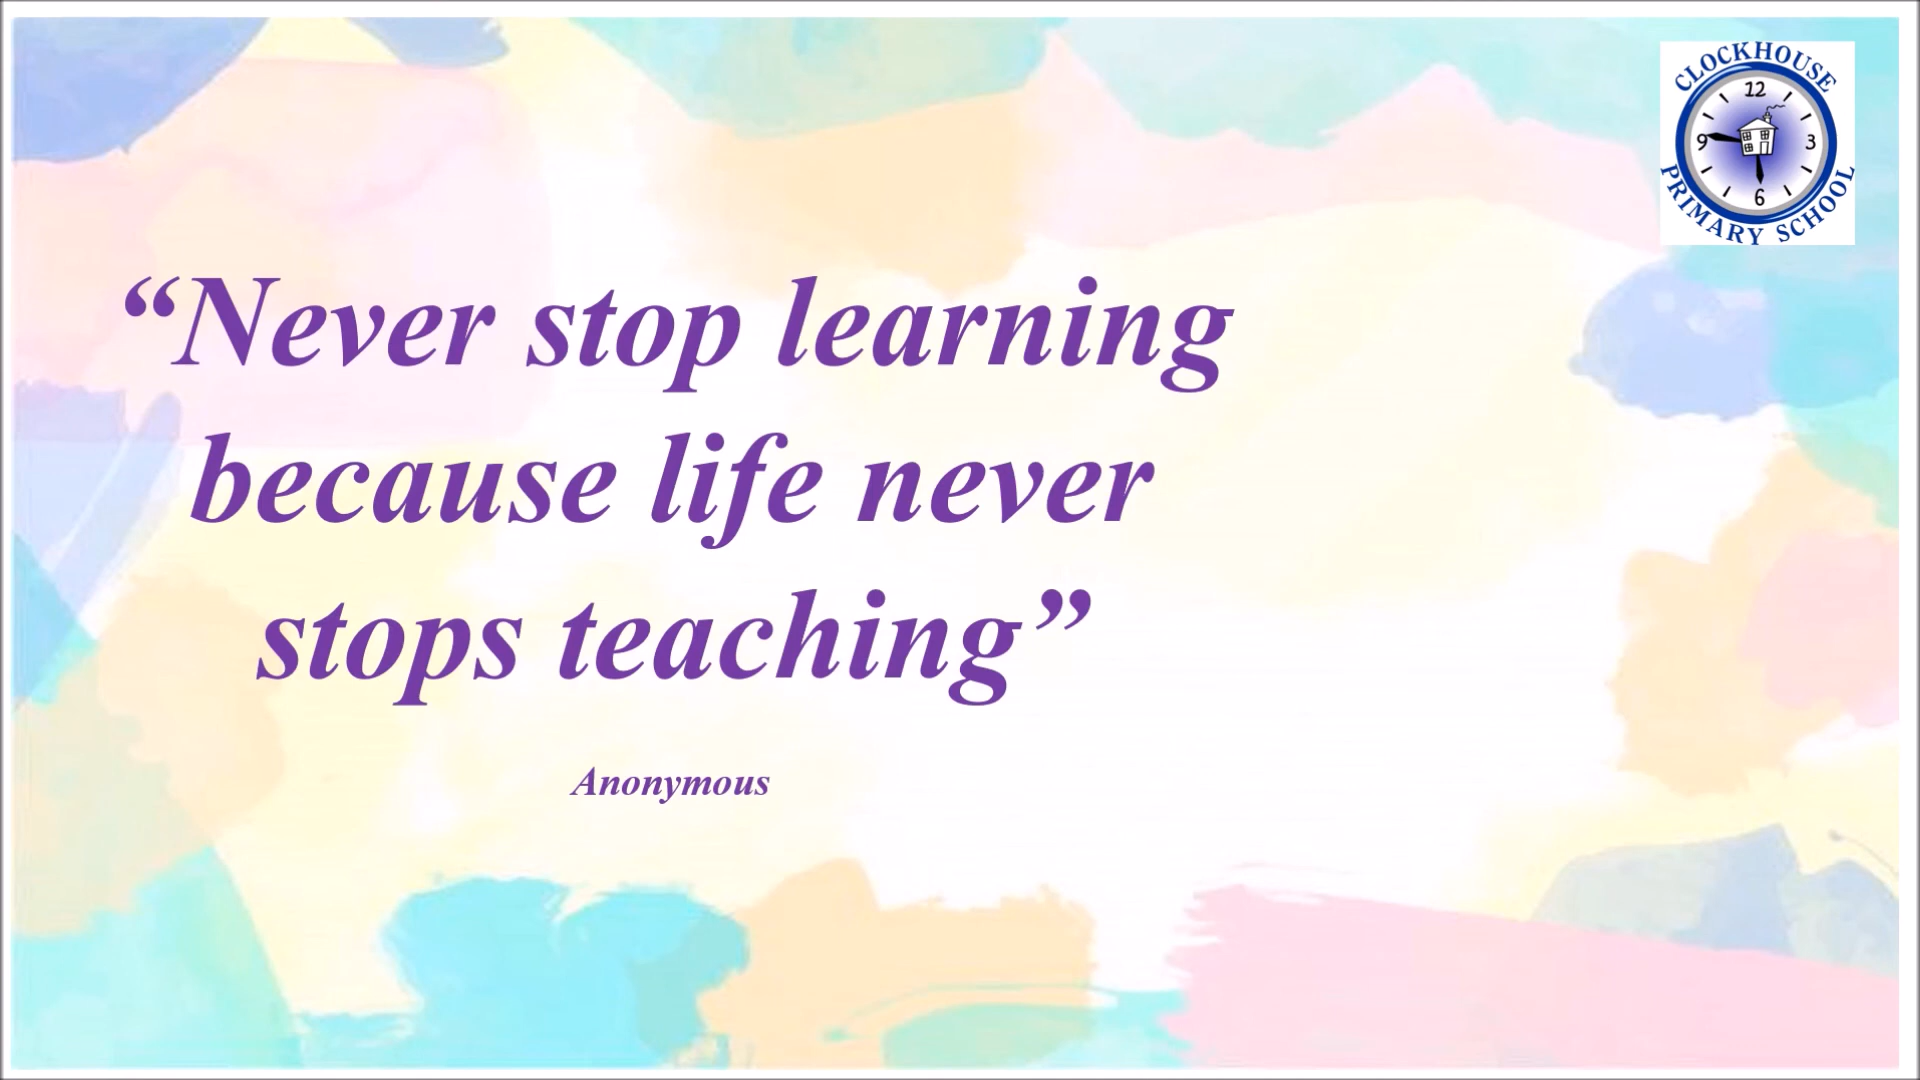 CLOCKHOUSE
12
9
3
6
PRIMARY SCHOOL
“Never stop learning
because life never
stops teaching”
Anonymous